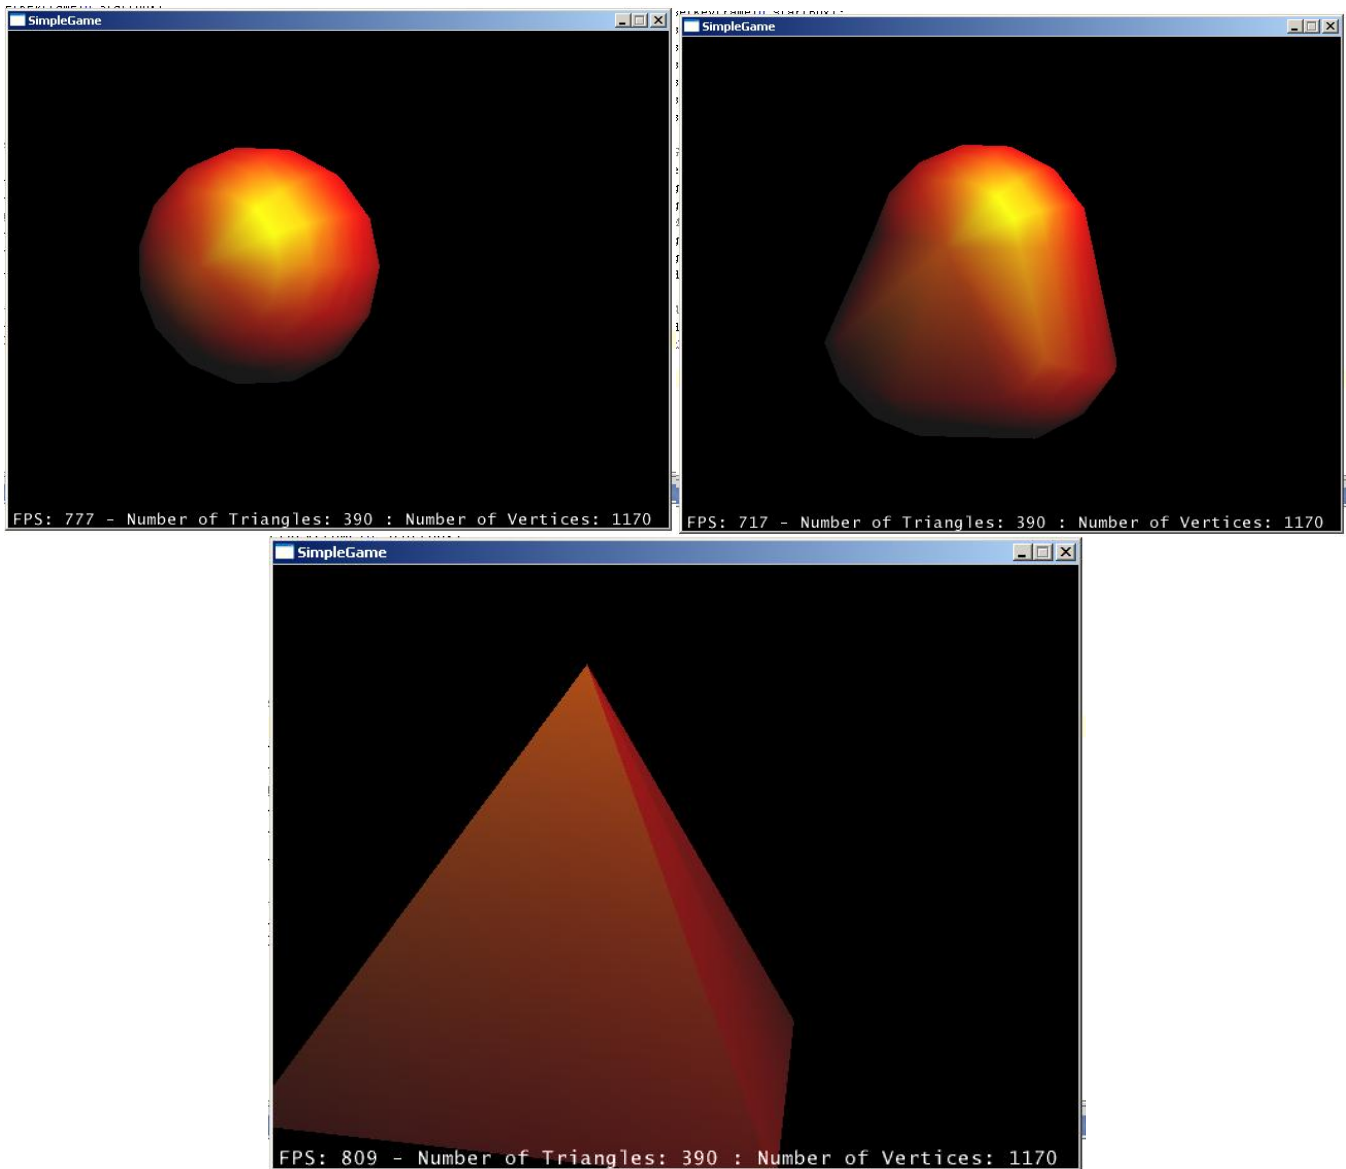 SimpleGame
FPS: 777 - Number of Triangles: 390 : Number of Vertices: 1170
SimpleGame
FPS: 717 - Number of Triangles: 390 : Number of Vertices: 1170
SimpleGame
FPS: 809 - Number of Triangles: 390 : Number of Vertices: 1170